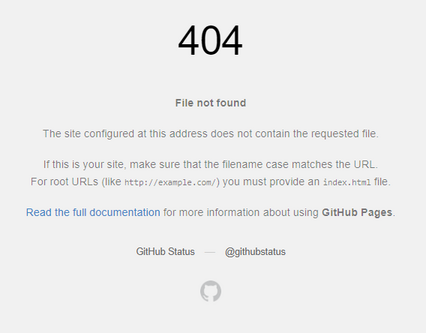 404
File not found
The site configured at this address does not contain the requested file.
If this is your site, make sure that the filename case matches the URL.
For root URLs (like http://example.com/) you must provide an index.html file.
Read the full documentation for more information about using GitHub Pages.
GitHub Status — @githubstatus